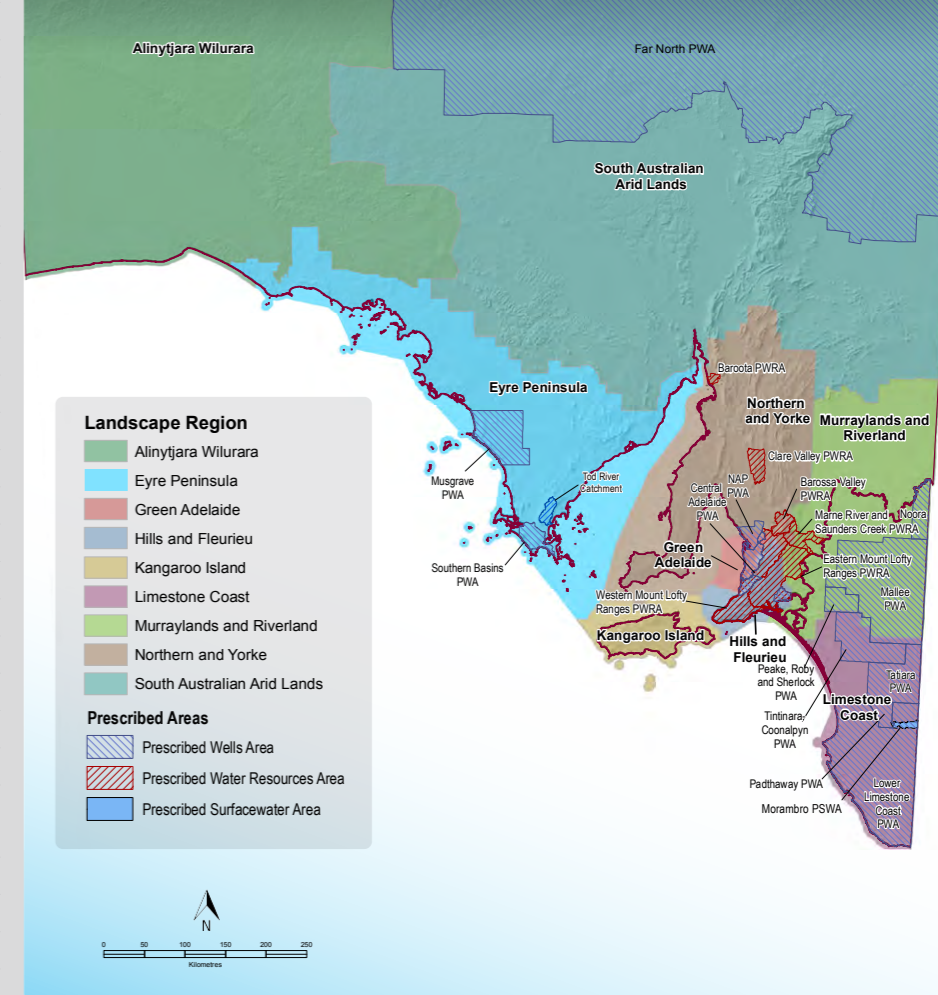 Alinytjara Wilurara
Far North PWA
South Australian
Arid Lands
Baroota PWRA
Eyre Peninsula
Northern
and Yorke
Murraylands and
Riverland
Clare Valley PWRA
Musgrave
PWA
Tod River
Catchment
NAP
PWA
Central
Adelaide
PWA
Barossa Valley
PWRA
Marne River and
Saunders Creek PWRA
Noora
Green
Adelaide
Eastern Mount Lofty
Ranges PWRA
Southern Basins
PWA
Mallee
PWA
Western Mount Lofty
Ranges PWRA
Kangaroo Island
Hills and
Fleurieu
Peake, Roby
and Sherlock
PWA
Tatiara
PWA
Limestone
Coast
Tintinara,
Coonalpyn
PWA
Padthaway PWA
Morambro PSWA
Lower
Limestone
Coast
PWA
Landscape Region
Alinytjara Wilurara
Eyre Peninsula
Green Adelaide
Hills and Fleurieu
Kangaroo Island
Limestone Coast
Murraylands and Riverland
Northern and Yorke
South Australian Arid Lands
Prescribed Areas
Prescribed Wells Area
Prescribed Water Resources Area
Prescribed Surfacewater Area
N
0 50 100 150 200 250
Kilometres